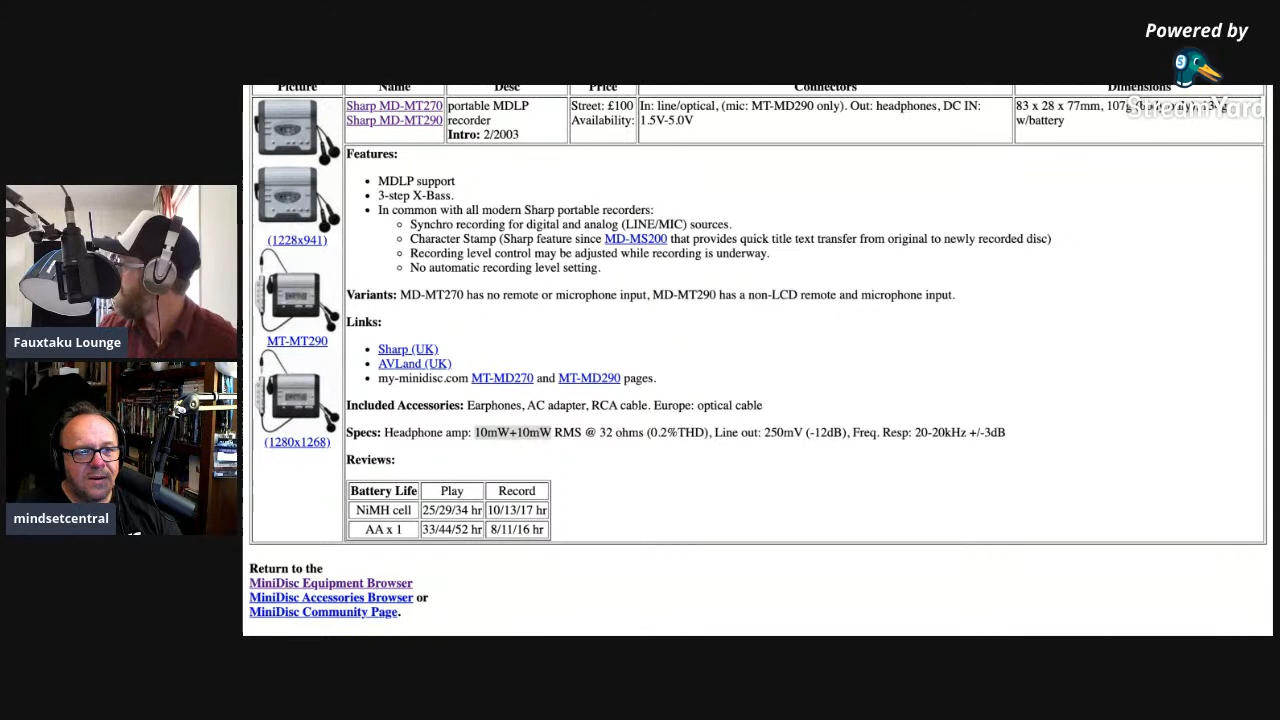 Powered by
StreamYard
Picture Name Desc Price Connectors Dimensions
Sharp MD-MT270 portable MDLP Street: £100 In: line/optical, (mic: MT-MD290 only). Out: headphones, DC IN: 83 x 28 x 77mm, 107g
Sharp MD-MT290 recorder Availability: 1.5V-5.0V w/battery
Intro: 2/2003
Features:
• MDLP support
• 3-step X-Bass.
• In common with all modern Sharp portable recorders:
○ Synchro recording for digital and analog (LINE/MIC) sources.
○ Character Stamp (Sharp feature since MD-MS200 that provides quick title text transfer from original to newly recorded disc)
○ Recording level control may be adjusted while recording is underway.
○ No automatic recording level setting.
(1228x941)
Variants: MD-MT270 has no remote or microphone input, MD-MT290 has a non-LCD remote and microphone input.
Links:
MT-MT290
• Sharp (UK)
• AVLand (UK)
• my-minidisc.com MT-MD270 and MT-MD290 pages.
Included Accessories: Earphones, AC adapter, RCA cable. Europe: optical cable
Specs: Headphone amp: 10mW+10mW RMS @ 32 ohms (0.2%THD), Line out: 250mV (-12dB), Freq. Resp: 20-20kHz +/-3dB
(1280x1268)
Reviews:
Battery Life Play Record
NiMH cell 25/29/34 hr 10/13/17 hr
AA x 1 33/44/52 hr 8/11/16 hr
Return to the
MiniDisc Equipment Browser
MiniDisc Accessories Browser or
MiniDisc Community Page.
Fauxtaku Lounge
mindsetcentral